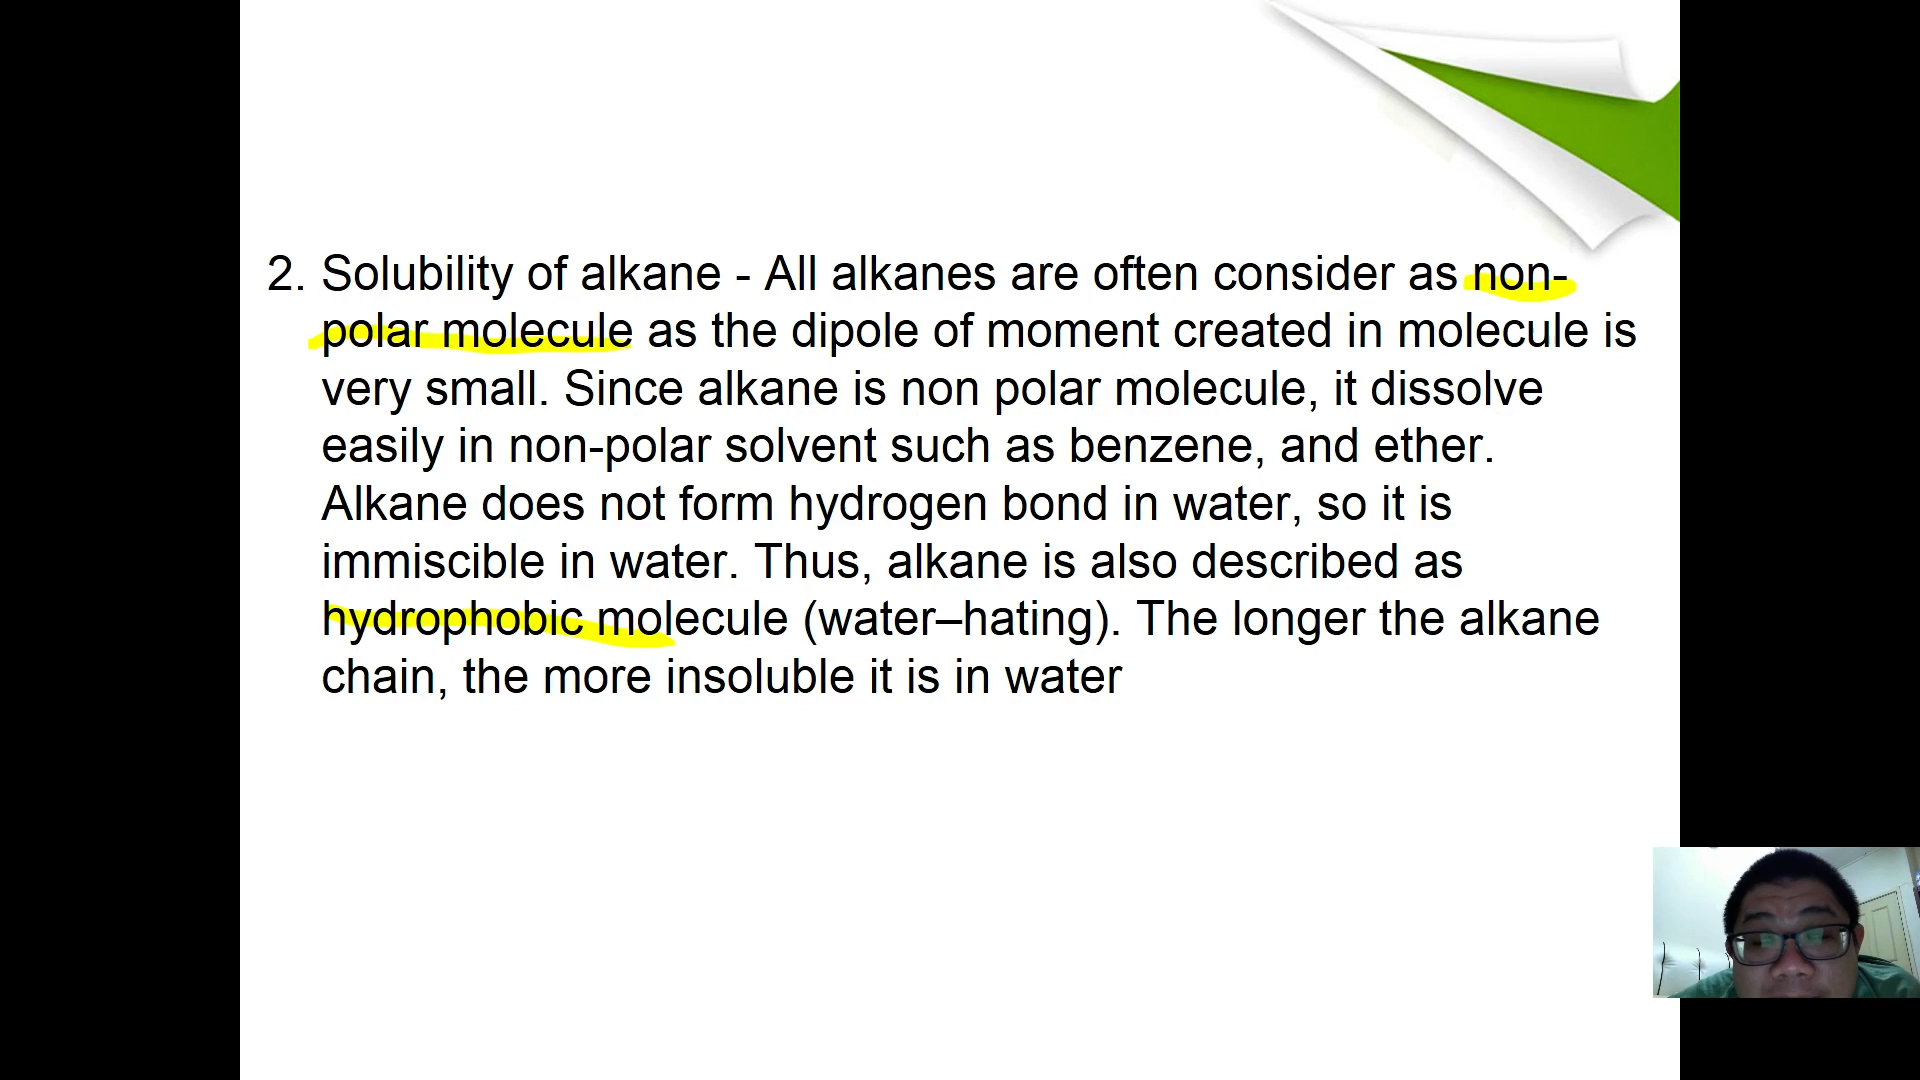 2. Solubility of alkane - All alkanes are often consider as non-
polar molecule as the dipole of moment created in molecule is
very small. Since alkane is non polar molecule, it dissolve
easily in non-polar solvent such as benzene, and ether.
Alkane does not form hydrogen bond in water, so it is
immiscible in water. Thus, alkane is also described as
hydrophobic molecule (water–hating). The longer the alkane
chain, the more insoluble it is in water